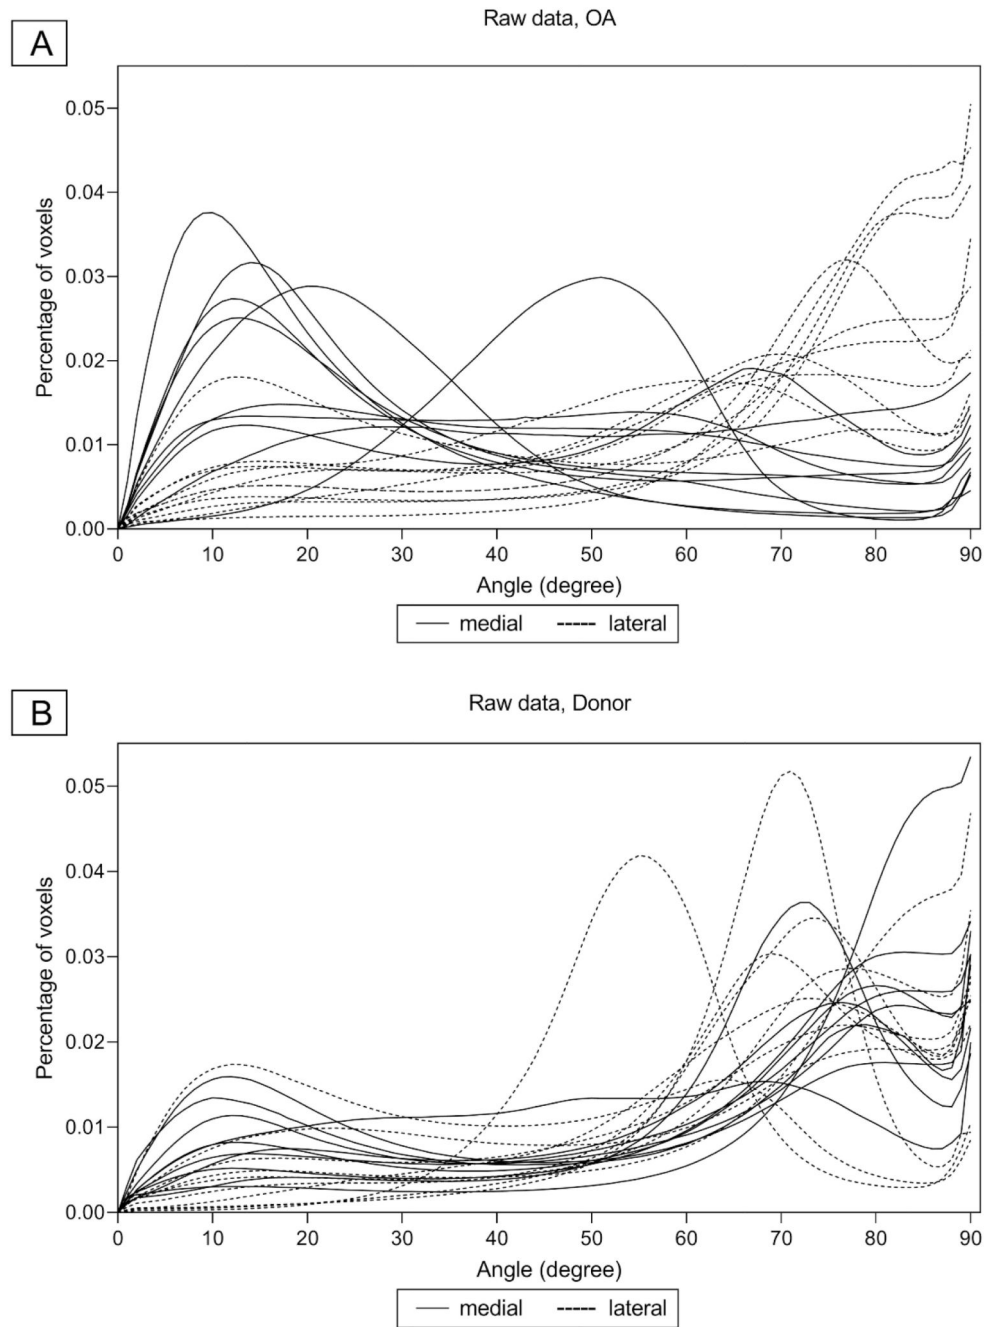 A
Raw data, OA
Percentage of voxels
0.05
0.04
0.03
0.02
0.01
0.00
0 10 20 30 40 50 60 70 80 90
Angle (degree)
medial lateral
B
Raw data, Donor
Percentage of voxels
0.05
0.04
0.03
0.02
0.01
0.00
0 10 20 30 40 50 60 70 80 90
Angle (degree)
medial lateral